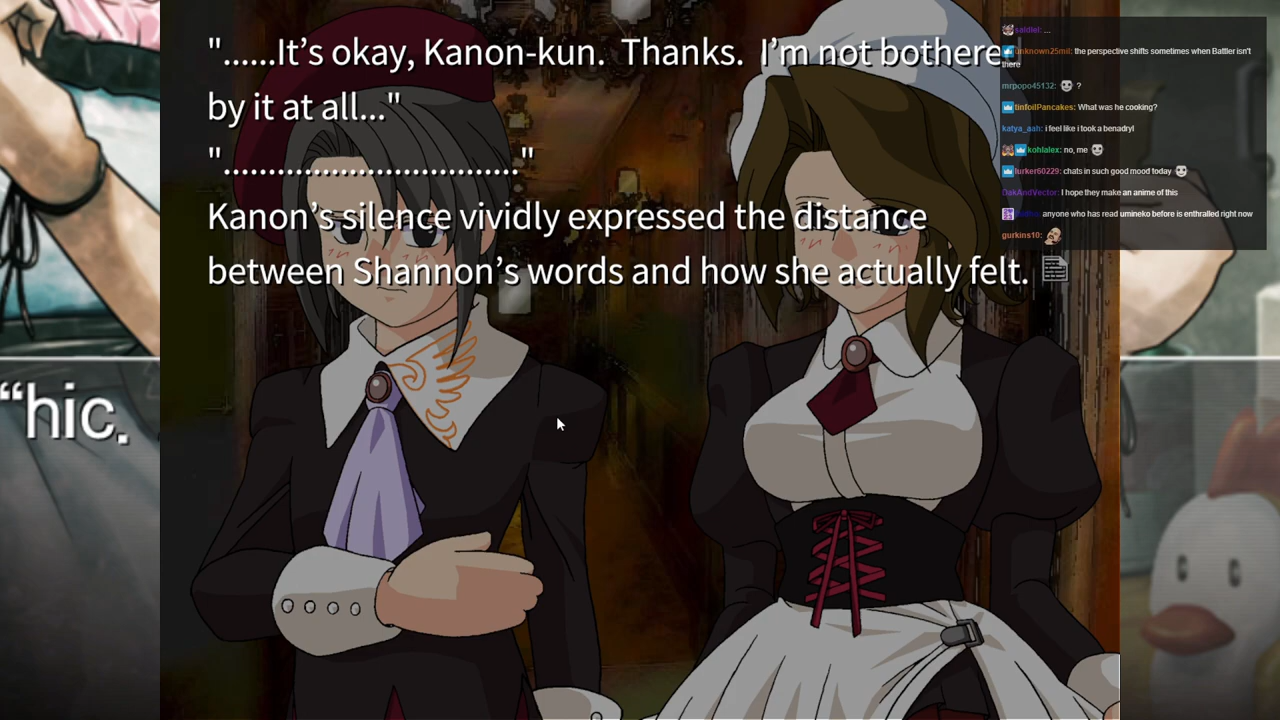 "......It's okay, Kanon-kun.  Thanks.  I'm not bothere
by it at all..."
"................................."
Kanon's silence vividly expressed the distance
between Shannon's words and how she actually felt.
“hic.
saidiel: ...
unknown25mil: the perspective shifts sometimes when Battler isn't
there
mrpopo45132: ?
tinfoilPancakes: What was he cooking?
katya_aah: i feel like i took a benadryl
kohlalex: no, me
lurker60229: chats in such good mood today
OakAndVector: I hope they make an anime of this
anyone who has read umineko before is enthralled right now
gurkins10: